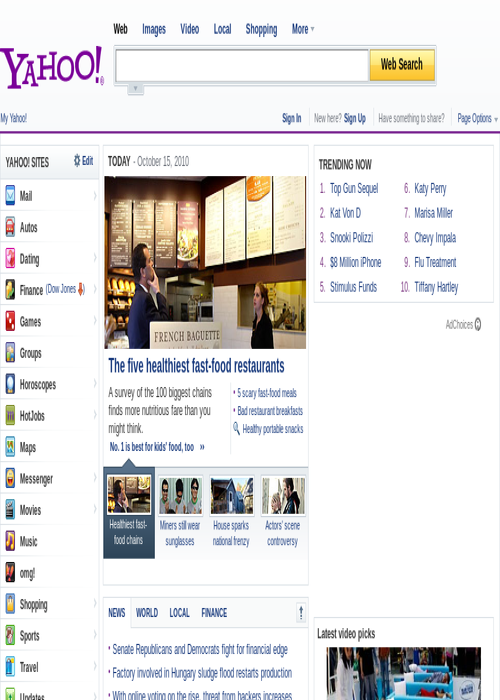 Web Images Video Local Shopping More
YAHOO!
Web Search
My Yahoo!
Sign In New here? Sign Up Have something to share? Page Options
YAHOO! SITES Edit
Mail
Autos
Dating
Finance (Dow Jones )
Games
Groups
Horoscopes
HotJobs
Maps
Messenger
Movies
Music
omg!
Shopping
Sports
Travel
Updates
TODAY - October 15, 2010
FRENCH BAGUETTE
The five healthiest fast-food restaurants
A survey of the 100 biggest chains
finds more nutritious fare than you
might think.
No. 1 is best for kids' food, too »
• 5 scary fast-food meals
• Bad restaurant breakfasts
Healthy portable snacks
Healthiest fast-
food chains
Miners still wear
sunglasses
House sparks
national frenzy
Actors' scene
controversy
NEWS WORLD LOCAL FINANCE
• Senate Republicans and Democrats fight for financial edge
• Factory involved in Hungary sludge flood restarts production
• With online voting on the rise, threat from hackers increases
TRENDING NOW
1. Top Gun Sequel
2. Kat Von D
3. Snooki Polizzi
4. $8 Million iPhone
5. Stimulus Funds
6. Katy Perry
7. Marisa Miller
8. Chevy Impala
9. Flu Treatment
10. Tiffany Hartley
AdChoices
Latest video picks